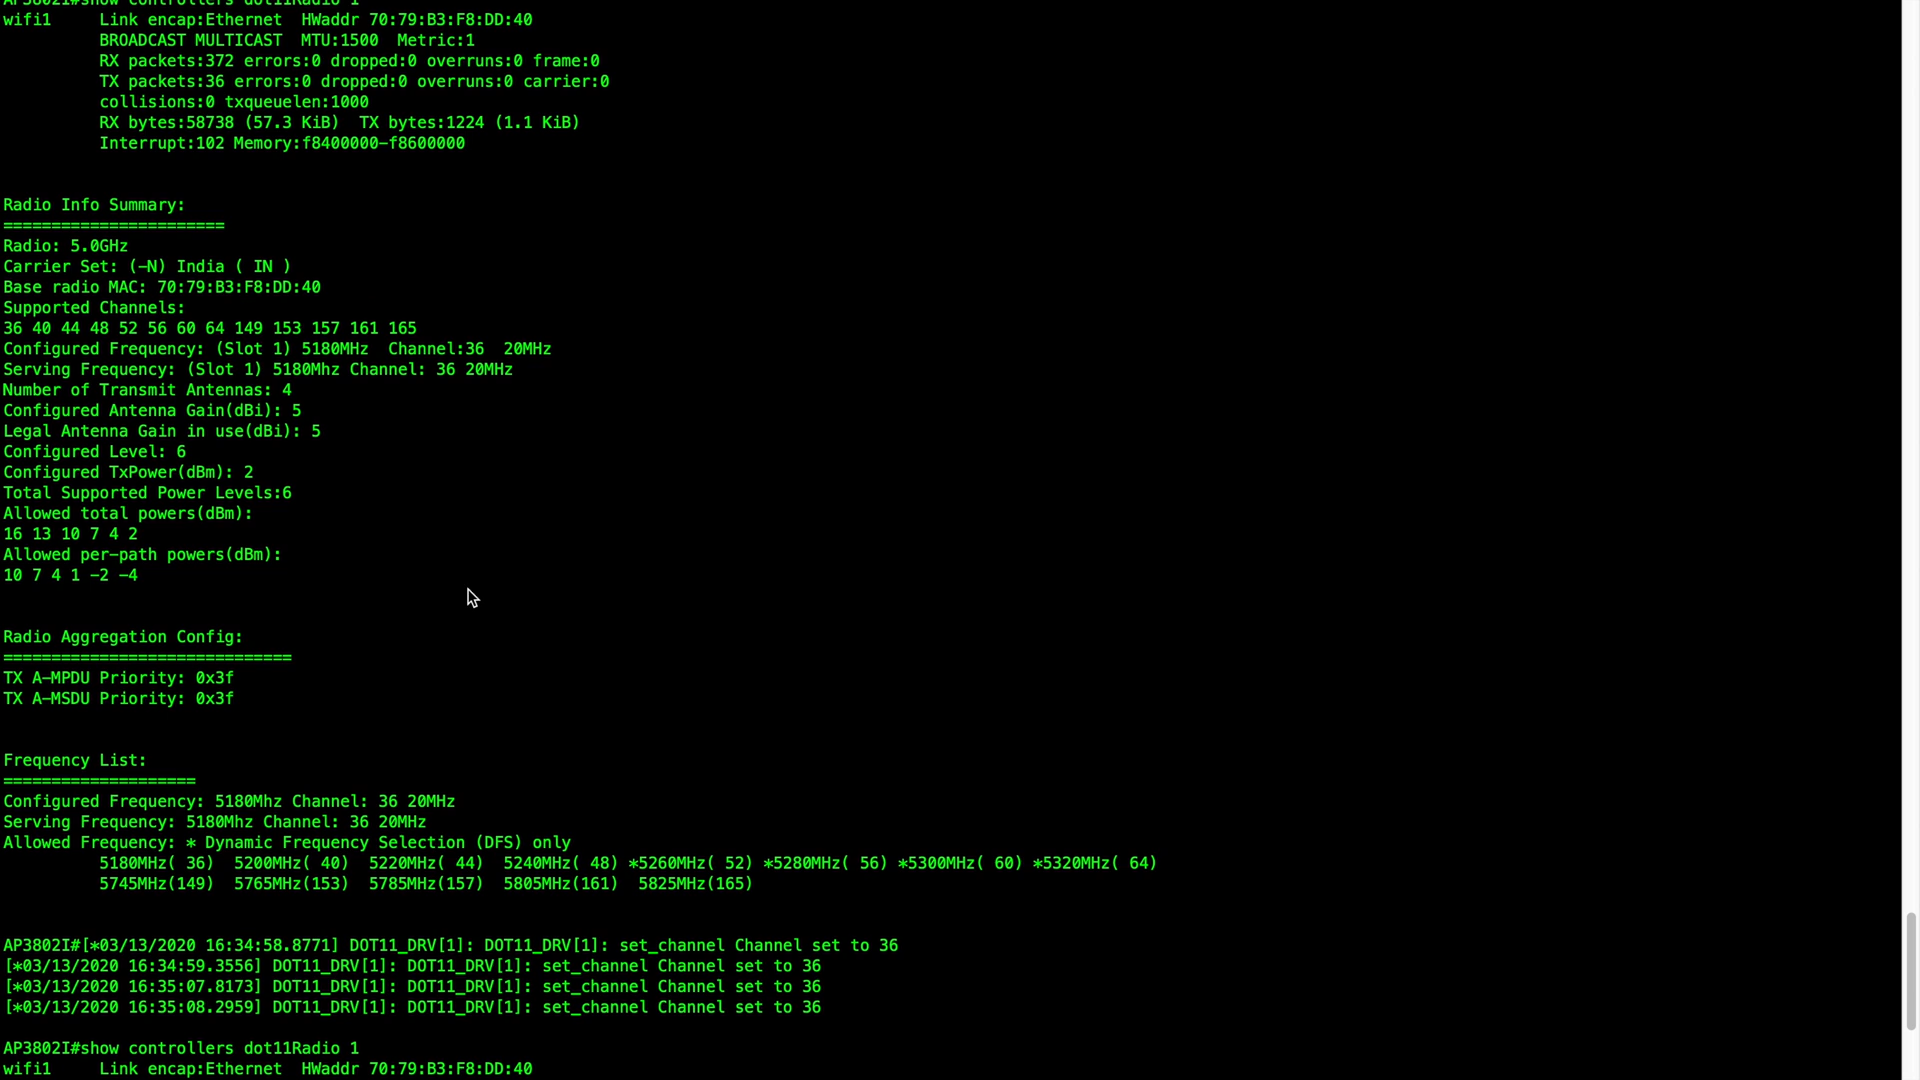 AP3802I#show controllers dot11Radio 1
wifi1     Link encap:Ethernet  HWaddr 70:79:B3:F8:DD:40
          BROADCAST MULTICAST  MTU:1500  Metric:1
          RX packets:372 errors:0 dropped:0 overruns:0 frame:0
          TX packets:36 errors:0 dropped:0 overruns:0 carrier:0
          collisions:0 txqueuelen:1000
          RX bytes:58738 (57.3 KiB)  TX bytes:1224 (1.1 KiB)
          Interrupt:102 Memory:f8400000-f8600000
Radio Info Summary:
=======================
Radio: 5.0GHz
Carrier Set: (-N) India ( IN )
Base radio MAC: 70:79:B3:F8:DD:40
Supported Channels:
36 40 44 48 52 56 60 64 149 153 157 161 165
Configured Frequency: (Slot 1) 5180MHz  Channel:36  20MHz
Serving Frequency: (Slot 1) 5180Mhz Channel: 36 20MHz
Number of Transmit Antennas: 4
Configured Antenna Gain(dBi): 5
Legal Antenna Gain in use(dBi): 5
Configured Level: 6
Configured TxPower(dBm): 2
Total Supported Power Levels:6
Allowed total powers(dBm):
16 13 10 7 4 2
Allowed per-path powers(dBm):
10 7 4 1 -2 -4
Radio Aggregation Config:
==============================
TX A-MPDU Priority: 0x3f
TX A-MSDU Priority: 0x3f
Frequency List:
====================
Configured Frequency: 5180Mhz Channel: 36 20MHz
Serving Frequency: 5180Mhz Channel: 36 20MHz
Allowed Frequency: * Dynamic Frequency Selection (DFS) only
          5180MHz( 36)  5200MHz( 40)  5220MHz( 44)  5240MHz( 48) *5260MHz( 52) *5280MHz( 56) *5300MHz( 60) *5320MHz( 64)
          5745MHz(149)  5765MHz(153)  5785MHz(157)  5805MHz(161)  5825MHz(165)
AP3802I#[*03/13/2020 16:34:58.8771] DOT11_DRV[1]: DOT11_DRV[1]: set_channel Channel set to 36
[*03/13/2020 16:34:59.3556] DOT11_DRV[1]: DOT11_DRV[1]: set_channel Channel set to 36
[*03/13/2020 16:35:07.8173] DOT11_DRV[1]: DOT11_DRV[1]: set_channel Channel set to 36
[*03/13/2020 16:35:08.2959] DOT11_DRV[1]: DOT11_DRV[1]: set_channel Channel set to 36
AP3802I#show controllers dot11Radio 1
wifi1     Link encap:Ethernet  HWaddr 70:79:B3:F8:DD:40